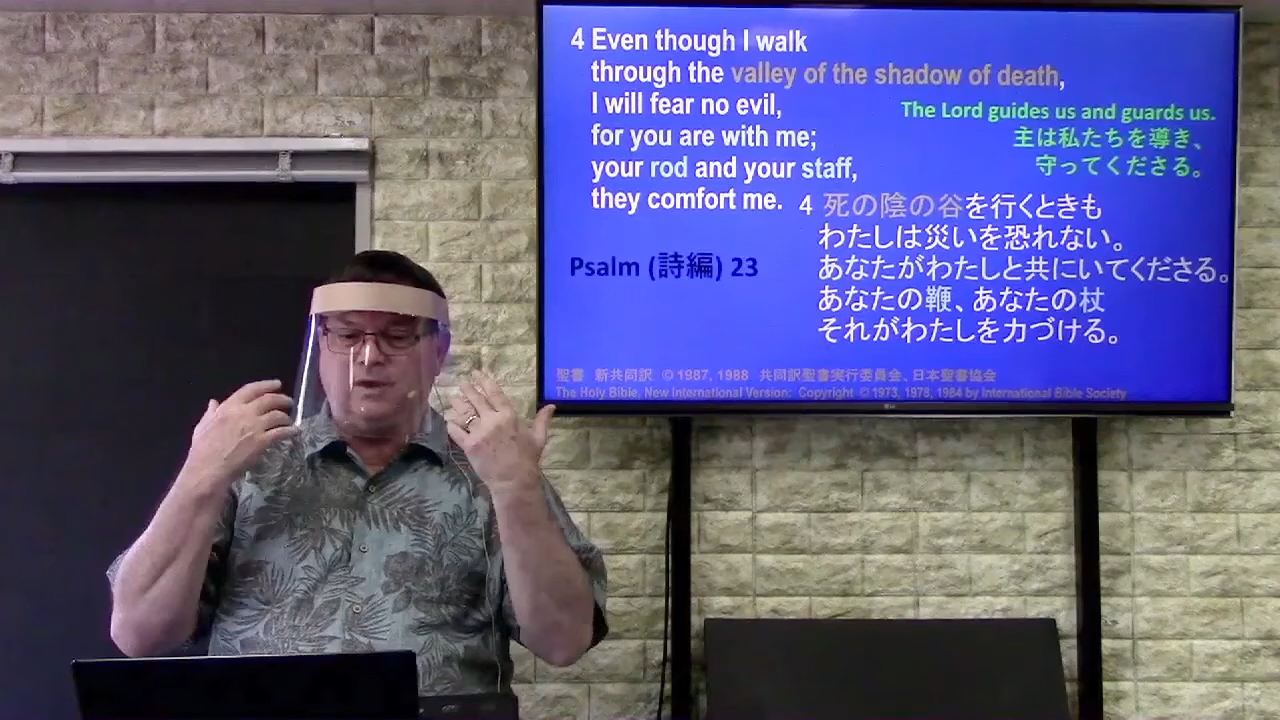 4 Even though I walk
through the valley of the shadow of death,
I will fear no evil,
for you are with me;
your rod and your staff,
they comfort me.
The Lord guides us and guards us.
主は私たちを導き、
守ってくださる。
4 死の陰の谷を行くときも
わたしは災いを恐れない。
あなたがわたしと共にいてくださる。
あなたの鞭、あなたの杖
それがわたしを力づける。
Psalm (詩編) 23
聖書 新共同訳 © 1987, 1988 共同訳聖書実行委員会、日本聖書協会
The Holy Bible, New International Version: Copyright © 1973, 1978, 1984 by International Bible Society
LG